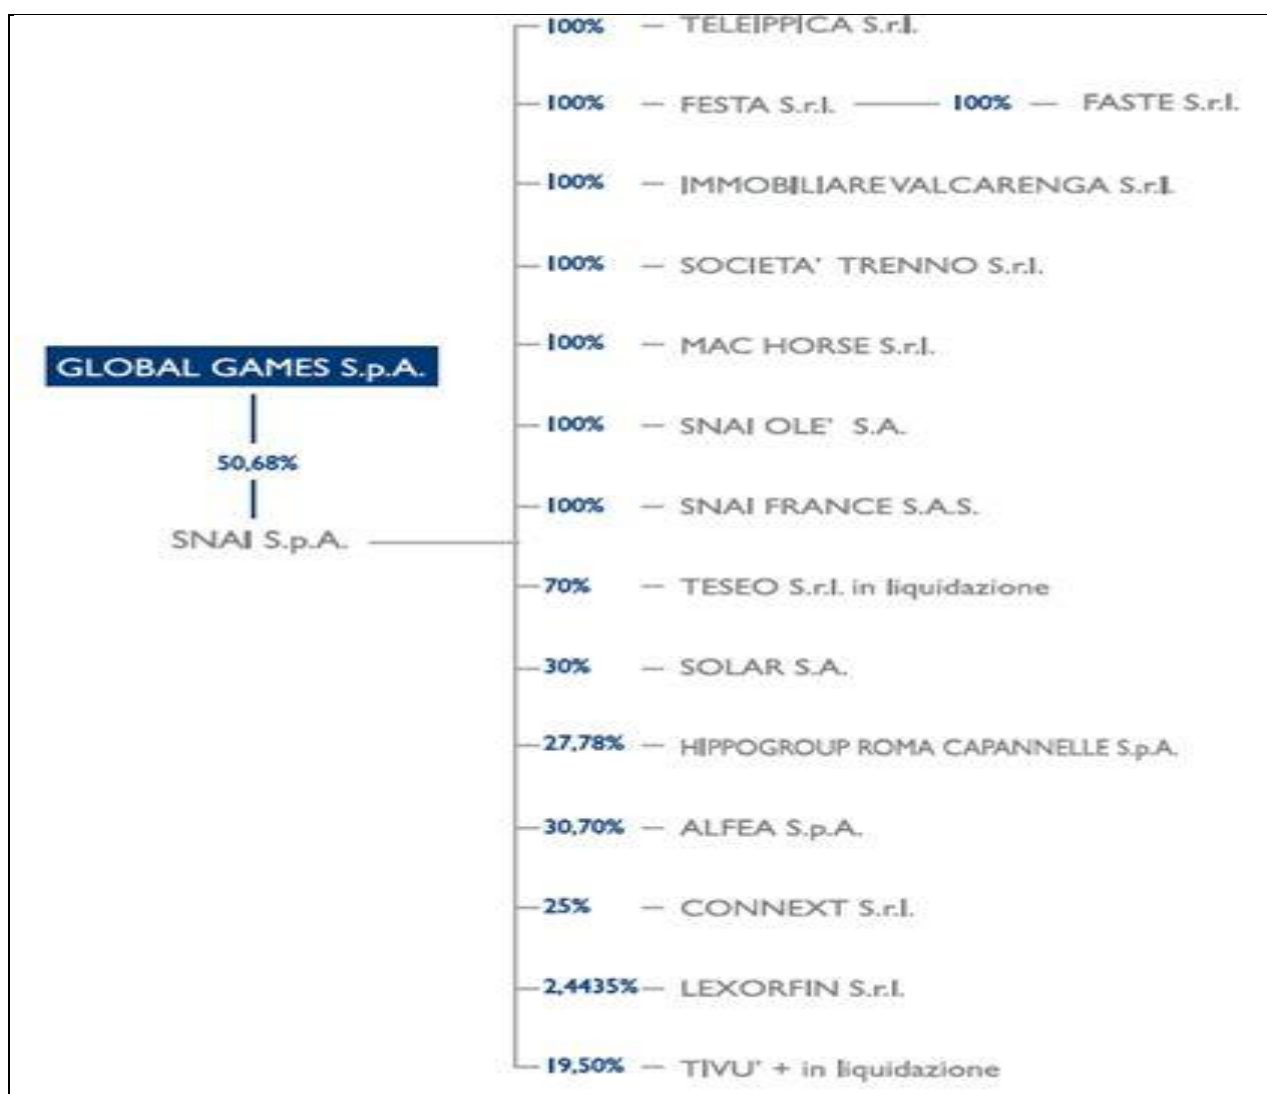 100% TELEIPPICA S.r.l.
100% FESTA S.r.l. 100% FASTE S.r.l.
100% IMMOBILIARE VALCARENGA S.r.l.
100% SOCIETA' TRENNO S.r.l.
100% MAC HORSE S.r.l.
GLOBAL GAMES S.p.A.
100% SNAI OLE' S.A.
50,68%
100% SNAI FRANCE S.A.S.
SNAI S.p.A.
70% TESEO S.r.l. in liquidazione
30% SOLAR S.A.
27,78% HIPPOGROUP ROMA CAPANNELLE S.p.A.
30,70% ALFEA S.p.A.
25% CONNEXT S.r.l.
2,4435% LEXORFIN S.r.l.
19,50% TIVU' + in liquidazione